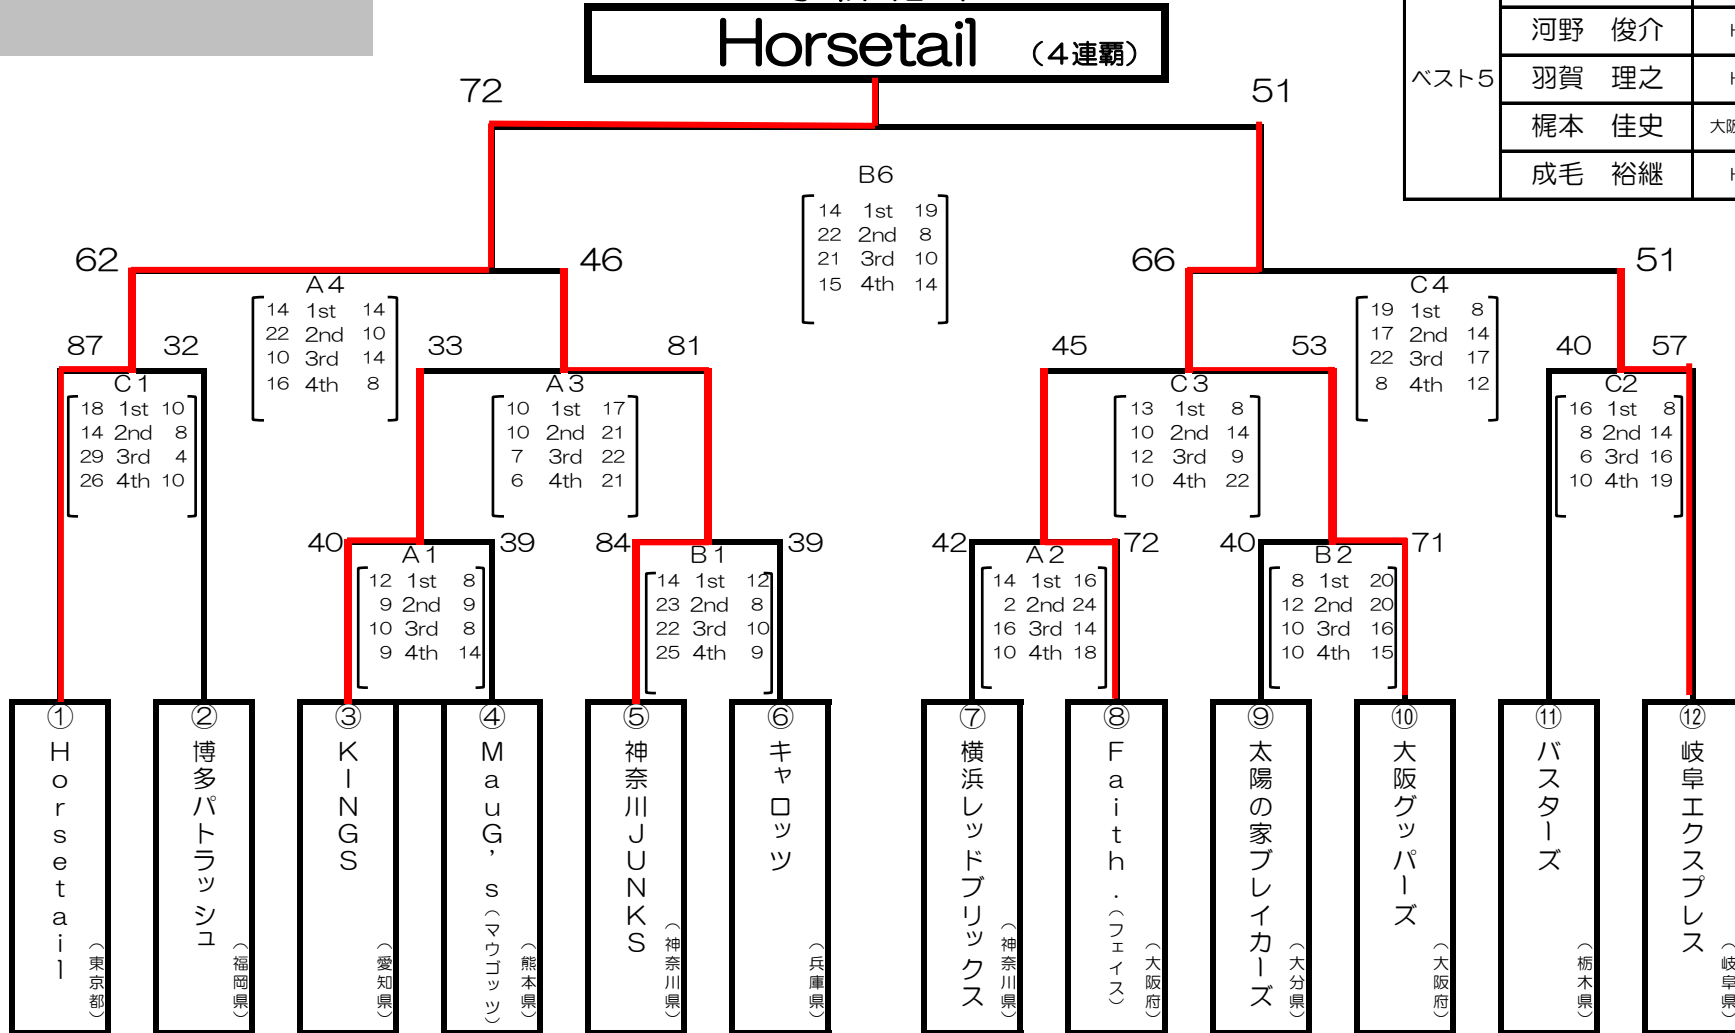 Horsetail （４連覇）
ベスト５
河野　俊介
羽賀　理之
梶本　佳史
成毛　裕継
72 51
B6
14 1st 19
22 2nd 8
21 3rd 10
15 4th 14
62 46
A4
14 1st 14
22 2nd 10
10 3rd 14
16 4th 8
66 51
C4
19 1st 8
17 2nd 14
22 3rd 17
8 4th 12
87 32
C1
18 1st 10
14 2nd 8
29 3rd 4
26 4th 10
33 81
A3
10 1st 17
10 2nd 21
7 3rd 22
6 4th 21
45 53
C3
13 1st 8
10 2nd 14
12 3rd 9
10 4th 22
40 57
C2
16 1st 8
8 2nd 14
6 3rd 16
10 4th 19
40 39
A1
12 1st 8
9 2nd 9
10 3rd 8
9 4th 14
84 39
B1
14 1st 12
23 2nd 8
22 3rd 10
25 4th 9
42 72
A2
14 1st 16
2 2nd 24
16 3rd 14
10 4th 18
40 71
B2
8 1st 20
12 2nd 20
10 3rd 16
10 4th 15
①Horsetail
（東京都）
②博多パトラッシュ
（福岡県）
③KINGS
（愛知県）
④MauG’s（マウゴッツ）
（熊本県）
⑤神奈川JUNKS
（神奈川県）
⑥キャロッツ
（兵庫県）
⑦横浜レッドブリックス
（神奈川県）
⑧Faith．（フェイス）
（大阪府）
⑨太陽の家ブレイカーズ
（大分県）
⑩大阪グッパーズ
（大阪府）
⑪バスターズ
（栃木県）
⑫岐阜エクスプレス
（岐阜県）